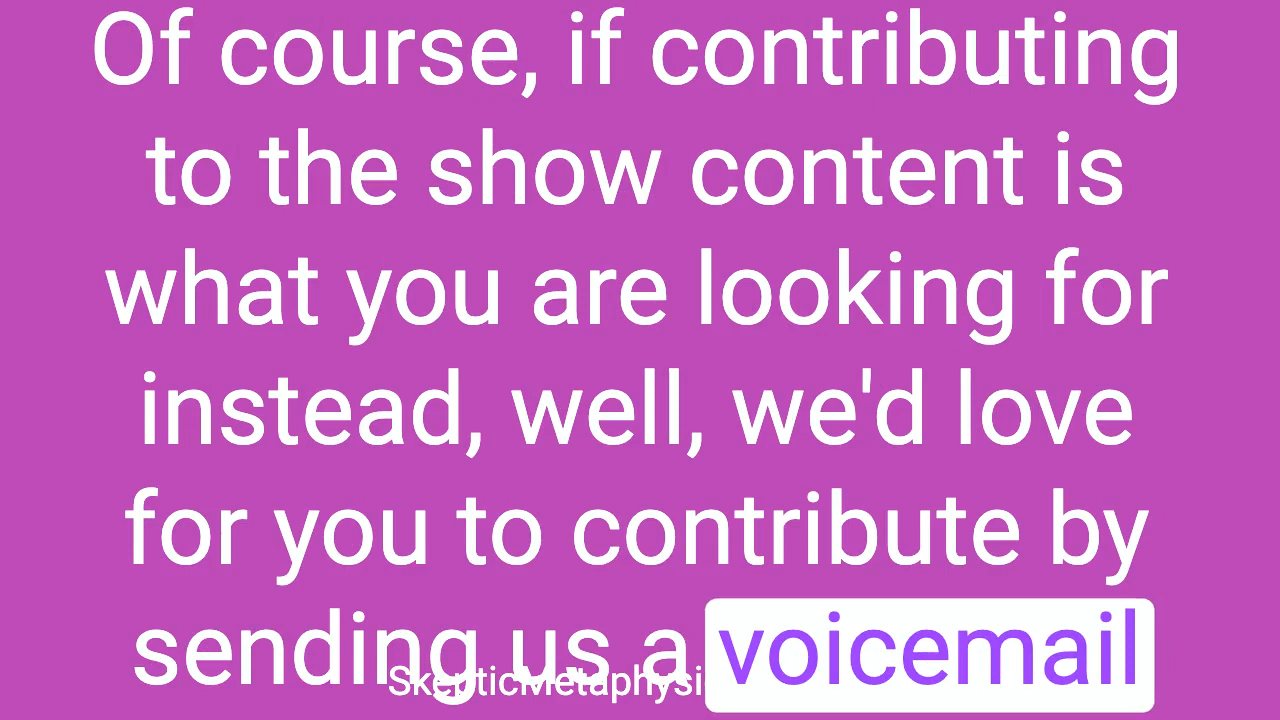 Of course, if contributing
to the show content is
what you are looking for
instead, well, we'd love
for you to contribute by
sending us a voicemail